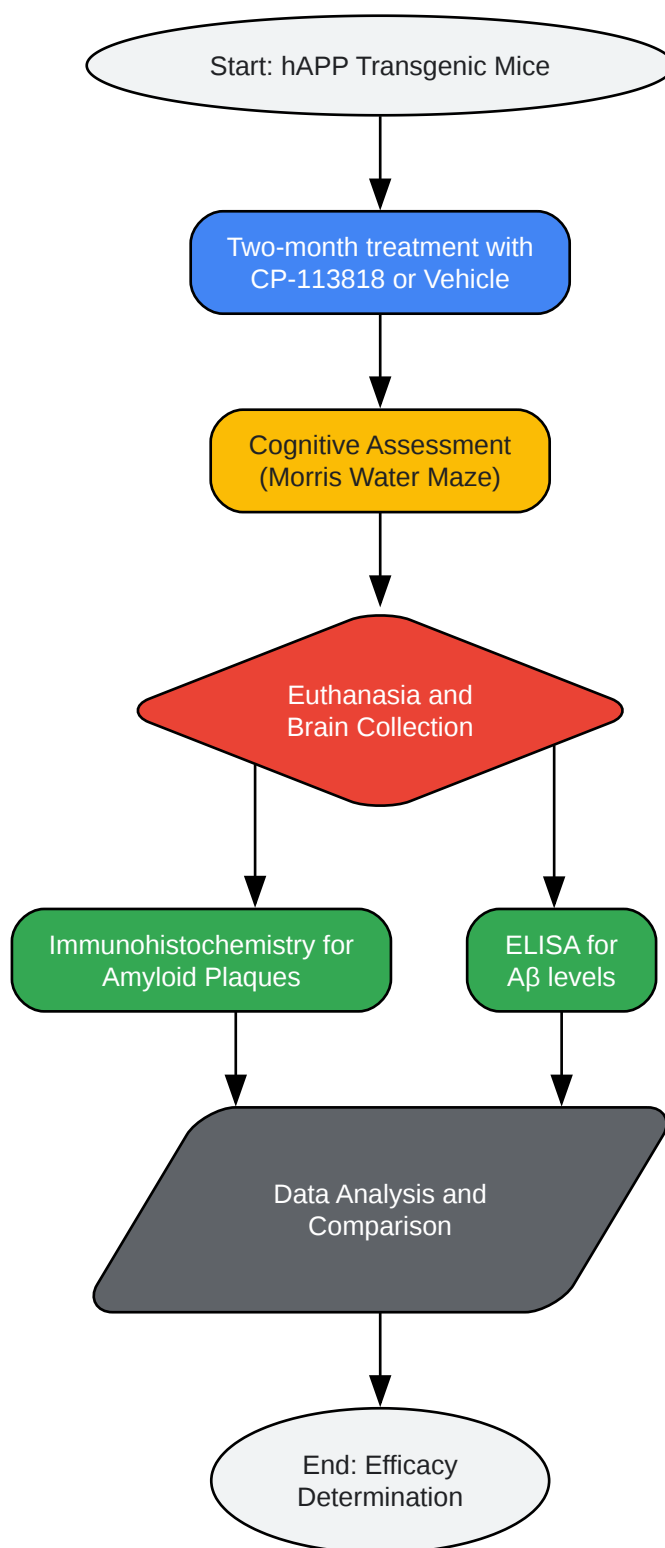 Start: hAPP Transgenic Mice
Two-month treatment with
CP-113818 or Vehicle
Cognitive Assessment
(Morris Water Maze)
Euthanasia and
Brain Collection
Immunohistochemistry for
Amyloid Plaques
ELISA for
Aβ levels
Data Analysis and
Comparison
End: Efficacy
Determination